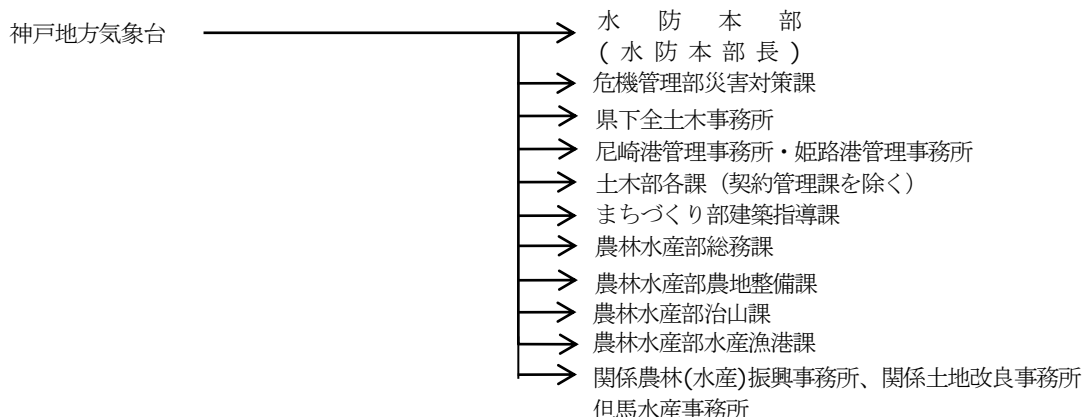 神戸地方気象台
水防本部
(水防本部長)
危機管理部災害対策課
県下全土木事務所
尼崎港管理事務所・姫路港管理事務所
土木部各課（契約管理課を除く）
まちづくり部建築指導課
農林水産部総務課
農林水産部農地整備課
農林水産部治山課
農林水産部水産漁港課
関係農林(水産)振興事務所、関係土地改良事務所
但馬水産事務所